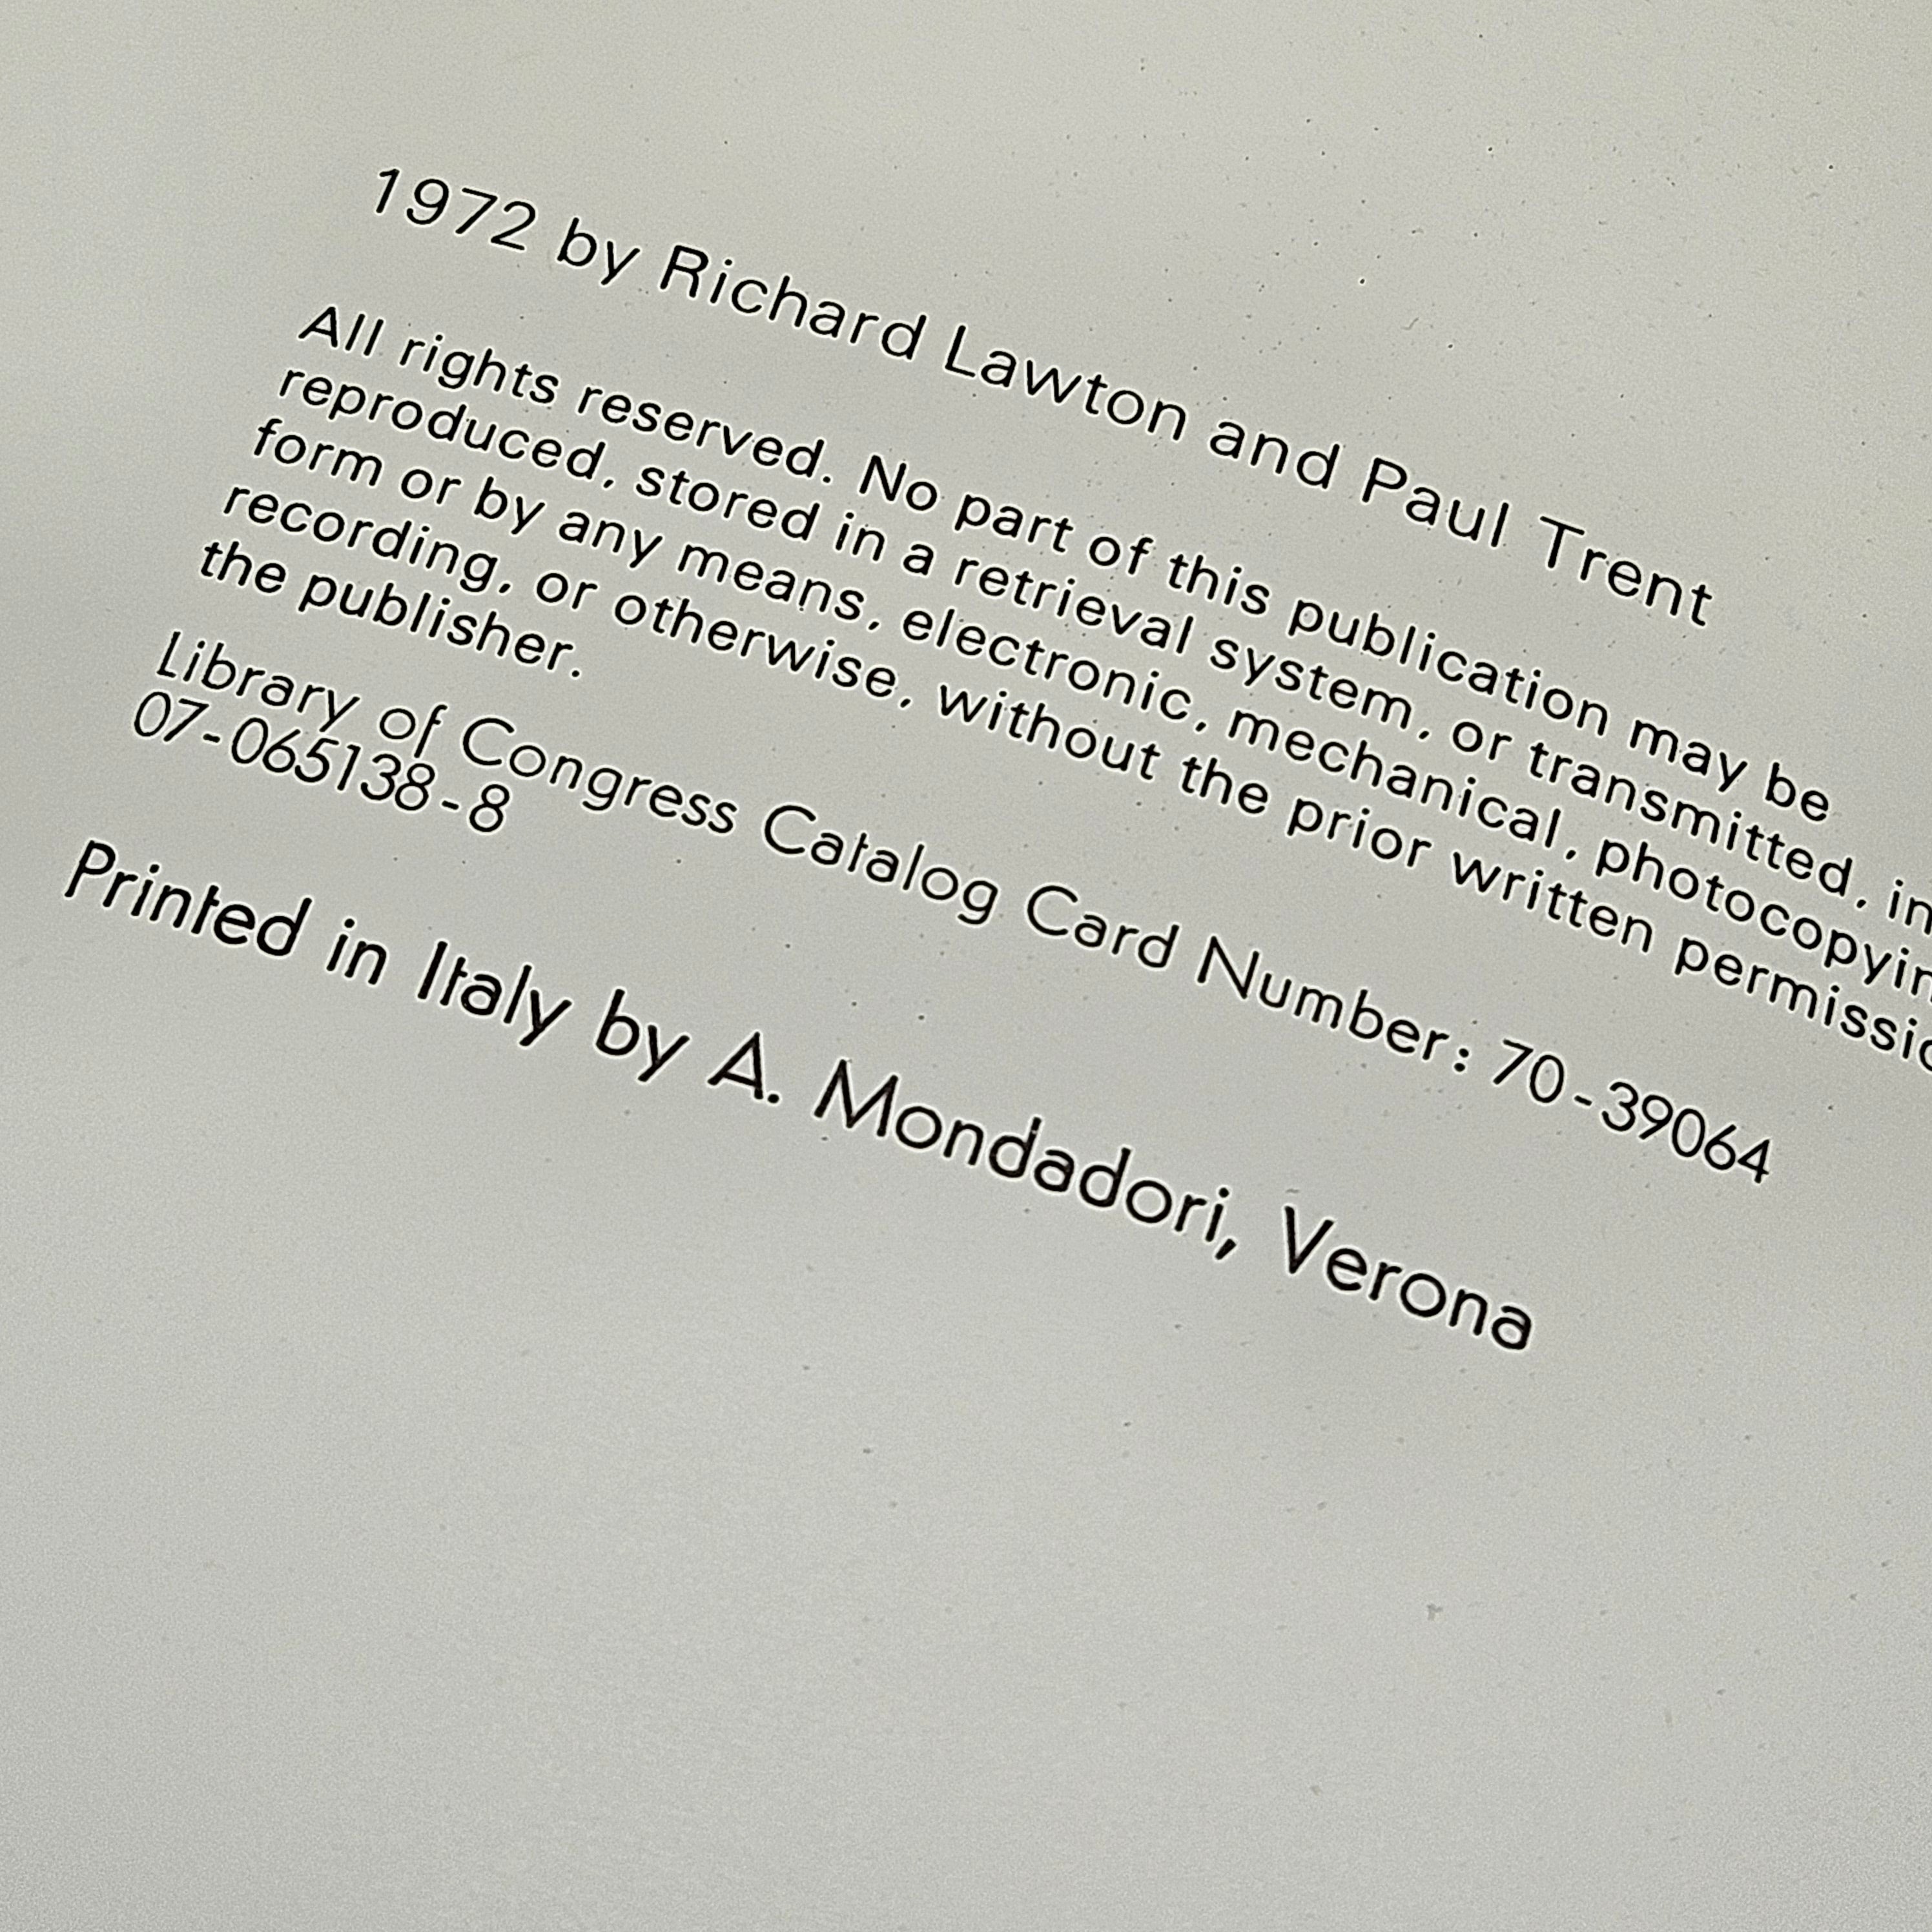 1972 by Richard Lawton and Paul Trent
All rights reserved. No part of this publication may be
reproduced, stored in a retrieval system, or transmitted, in
form or by any means, electronic, mechanical,
recording, or otherwise, without the prior written
the publisher.
Library of Congress Catalog Card Number: 70-39064
07-065138-8
Printed in Italy by A. Mondadori, Verona